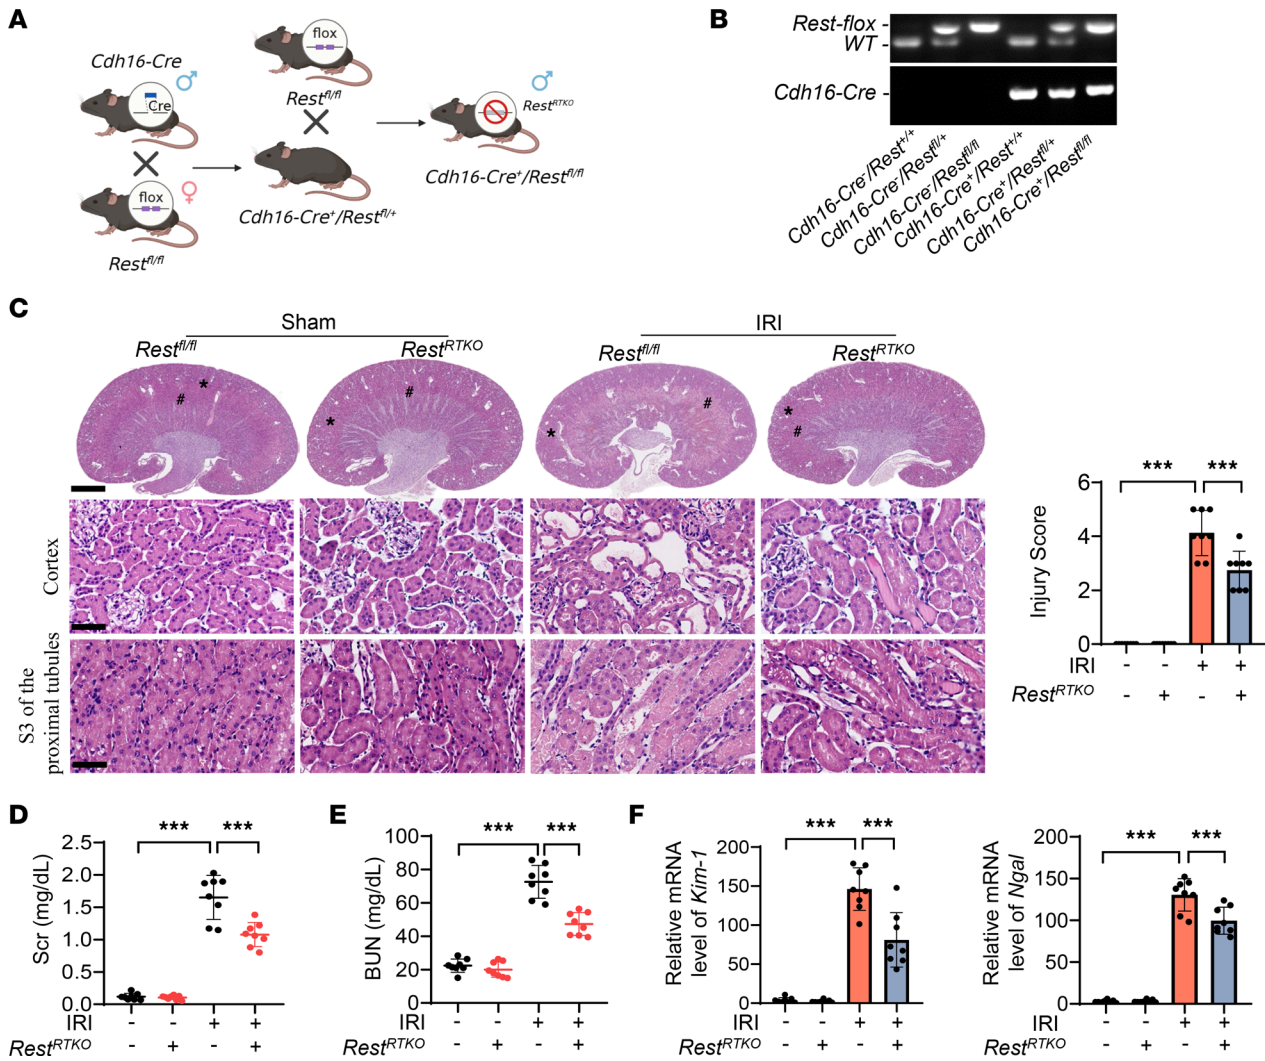 A
Cdh16-Cre
♂
Cre
flox
Rest^fl/fl
♂
Rest^RTKO
flox
♀
Cdh16-Cre⁺/Rest^fl/+
Cdh16-Cre⁺/Rest^fl/fl
Rest^fl/fl
B
Rest-flox -
WT -
Cdh16-Cre -
Cdh16-Cre⁻/Rest^+/+
Cdh16-Cre⁻/Rest^fl/+
Cdh16-Cre⁻/Rest^fl/fl
Cdh16-Cre⁺/Rest^+/+
Cdh16-Cre⁺/Rest^fl/+
Cdh16-Cre⁺/Rest^fl/fl
C
Sham
IRI
Rest^fl/fl
Rest^RTKO
Rest^fl/fl
Rest^RTKO
* #
* #
* #
* #
Cortex
S3 of the
proximal tubules
Injury Score
6
4
2
0
*** ***
IRI - - + +
Rest^RTKO - + - +
D
Scr (mg/dL)
2.5
2.0
1.5
1.0
0.5
0.0
*** ***
IRI - - + +
Rest^RTKO - + - +
E
BUN (mg/dL)
100
80
60
40
20
0
*** ***
IRI - - + +
Rest^RTKO - + - +
F
Relative mRNA
level of Kim-1
200
150
100
50
0
*** ***
IRI - - + +
Rest^RTKO - + - +
Relative mRNA
level of Ngal
200
150
100
50
0
*** ***
IRI - - + +
Rest^RTKO - + - +